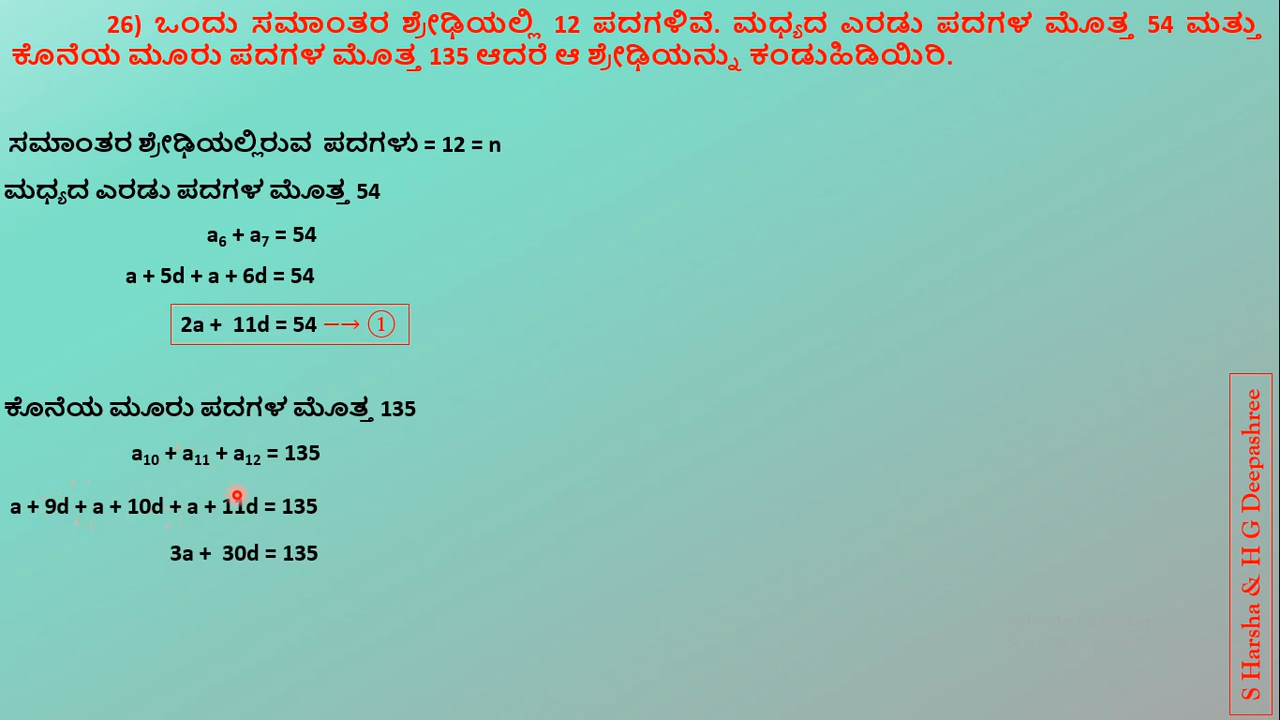 26) ಒಂದು ಸಮಾಂತರ ಶ್ರೇಢಿಯಲ್ಲಿ 12 ಪದಗಳಿವೆ. ಮಧ್ಯದ ಎರಡು ಪದಗಳ ಮೊತ್ತ 54 ಮತ್ತು
ಕೊನೆಯ ಮೂರು ಪದಗಳ ಮೊತ್ತ 135 ಆದರೆ ಆ ಶ್ರೇಢಿಯನ್ನು ಕಂಡುಹಿಡಿಯಿರಿ.
ಸಮಾಂತರ ಶ್ರೇಢಿಯಲ್ಲಿರುವ ಪದಗಳು = 12 = n
ಮಧ್ಯದ ಎರಡು ಪದಗಳ ಮೊತ್ತ 54
a₆ + a₇ = 54
a + 5d + a + 6d = 54
2a + 11d = 54 −→ ①
ಕೊನೆಯ ಮೂರು ಪದಗಳ ಮೊತ್ತ 135
a₁₀ + a₁₁ + a₁₂ = 135
a + 9d + a + 10d + a + 11d = 135
3a + 30d = 135
S Harsha & H G Deepashree